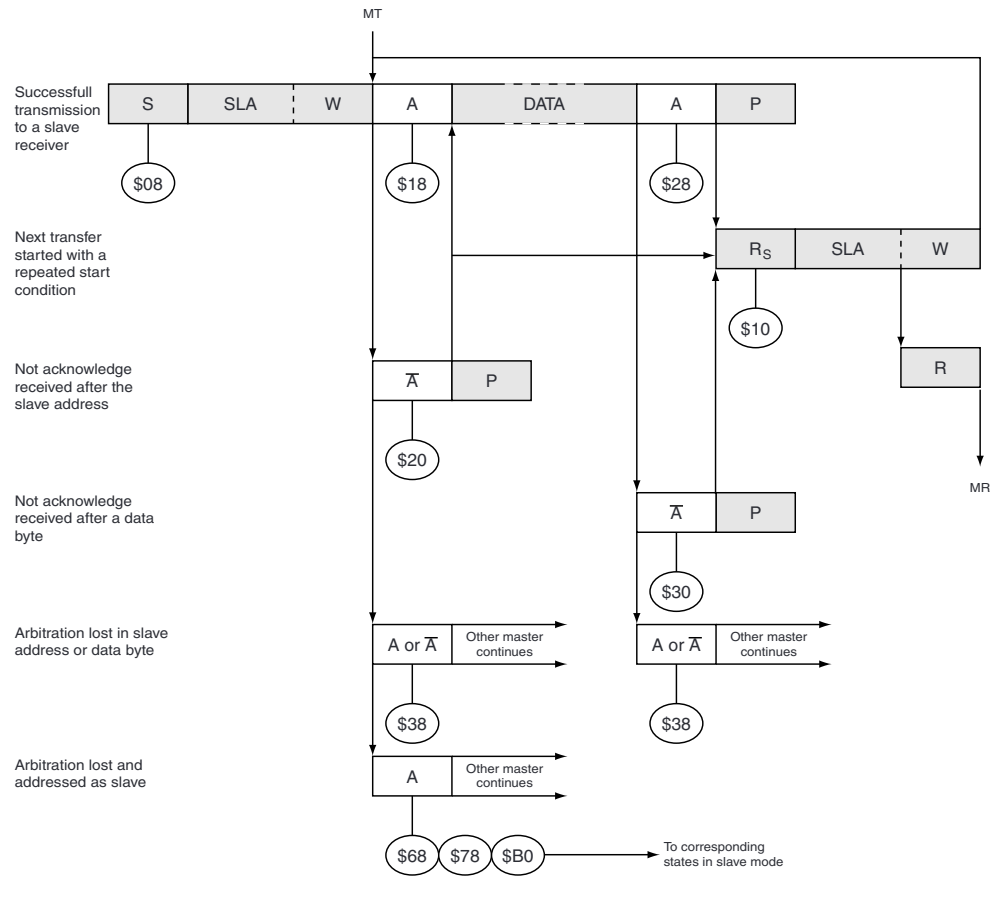 MT
Successfull
transmission
to a slave
receiver
S SLA W A DATA A P
$08 $18 $28
Next transfer
started with a
repeated start
condition
RS SLA W
$10
Not acknowledge
received after the
slave address
A̅ P
R
$20
MR
Not acknowledge
received after a data
byte
A̅ P
$30
Arbitration lost in slave
address or data byte
A or A̅ Other master
continues
A or A̅ Other master
continues
$38 $38
Arbitration lost and
addressed as slave
A Other master
continues
$68 $78 $B0
To corresponding
states in slave mode